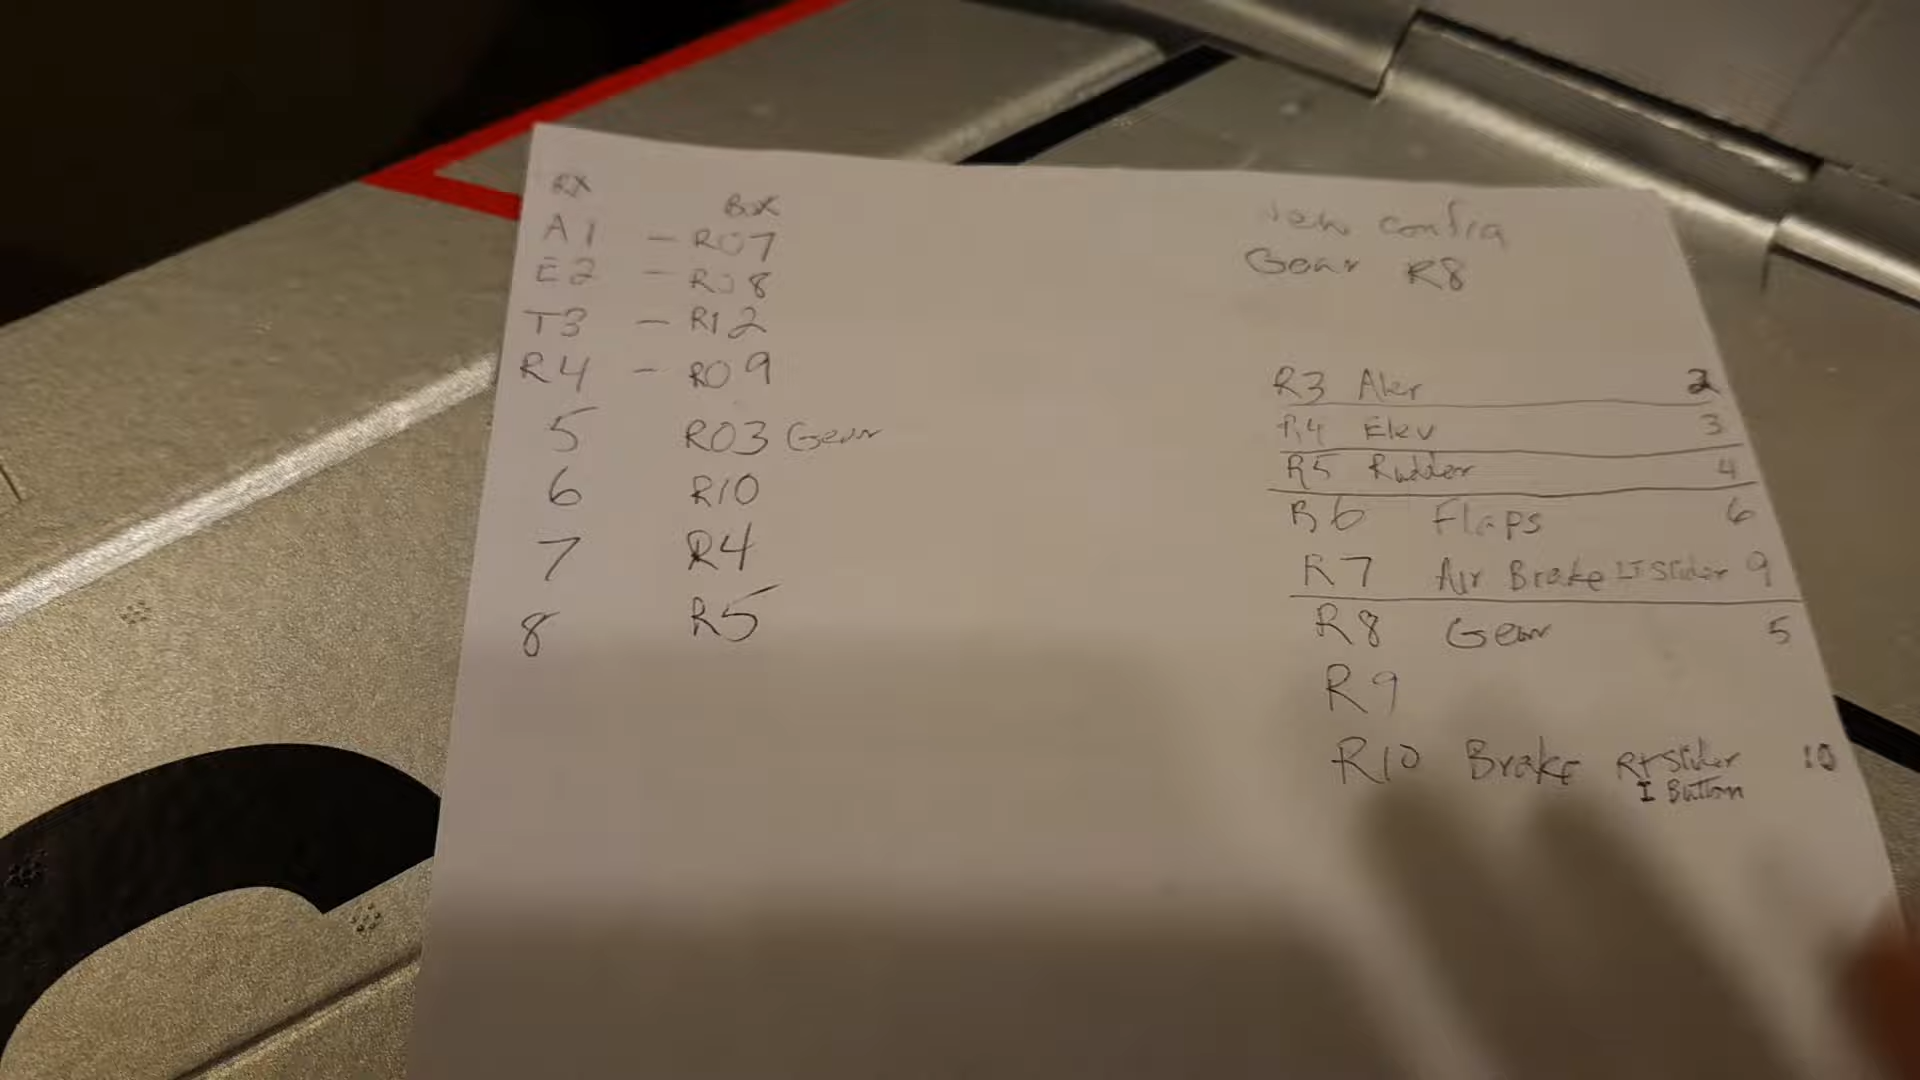 RX
BOX
A1 - R07
E2 - R08
T3 - R12
R4 - R09
5 R03 Gear
6 R10
7 R4
8 R5
New config
Gear R8
R3 Aler 2
R4 Elev 3
R5 Rudder 4
R6 Flaps 6
R7 Air Brake LT Slider 9
R8 Gear 5
R9
R10 Brake Rt Slider 10
I Button